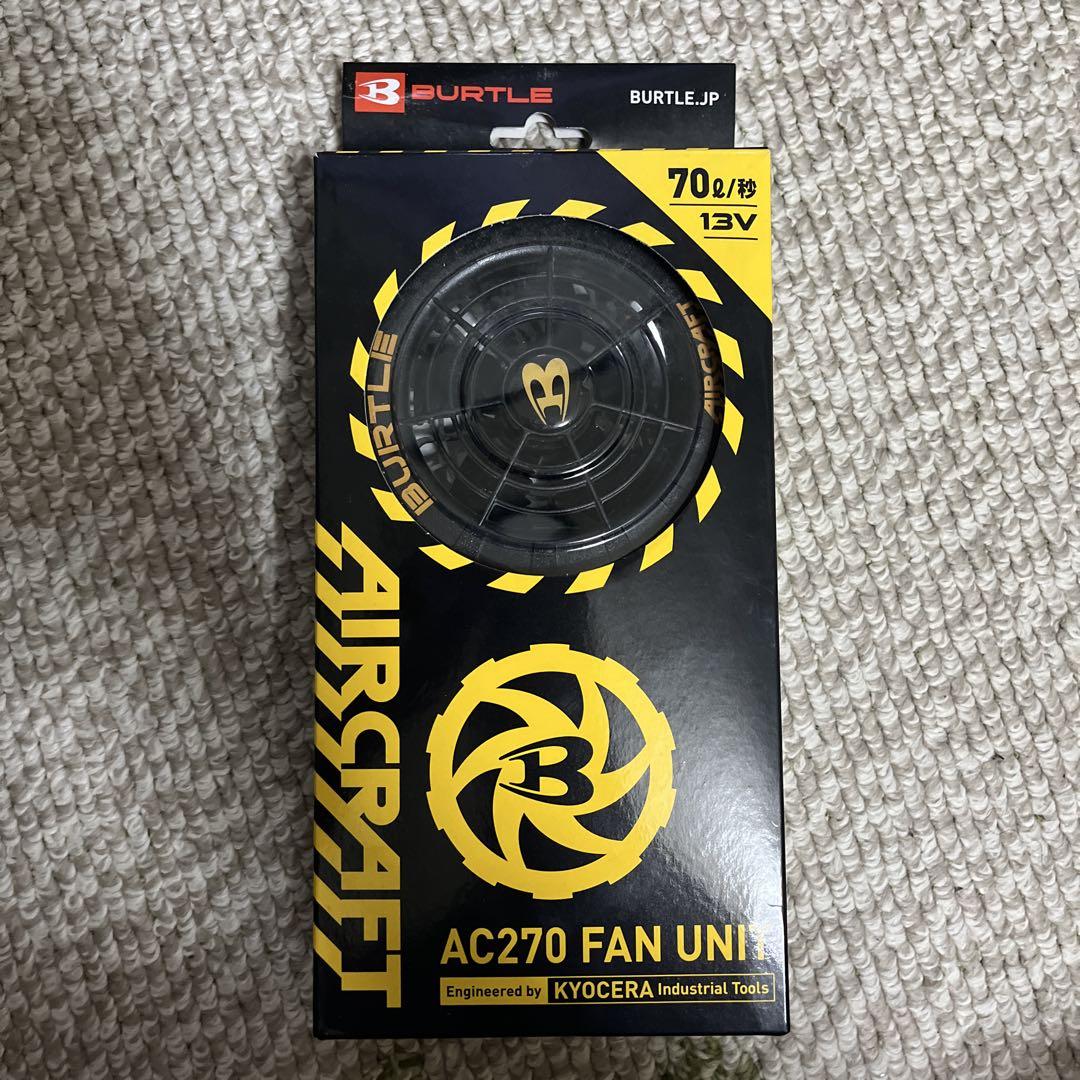 BURTLE
BURTLE.JP
70ℓ/秒
13V
BURTLE
AIRCRAFT
AIRCRAFT
AC270 FAN UNIT
Engineered by KYOCERA Industrial Tools